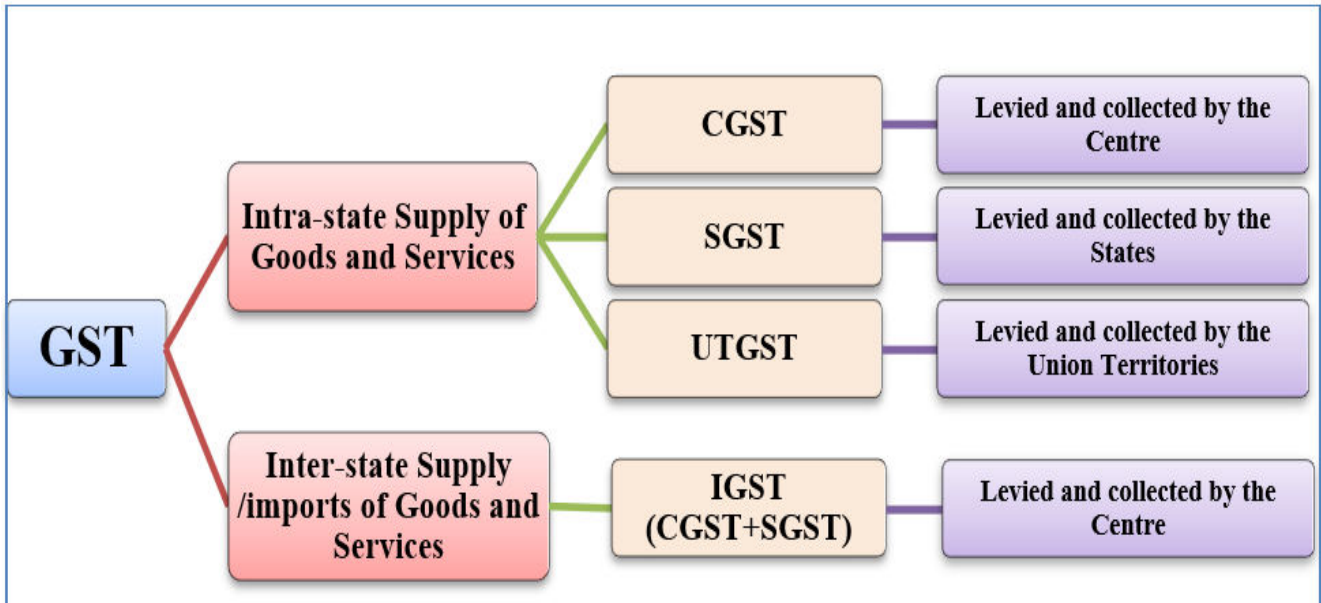 GST
Intra-state Supply of
Goods and Services
CGST
Levied and collected by the
Centre
SGST
Levied and collected by the
States
UTGST
Levied and collected by the
Union Territories
Inter-state Supply
/imports of Goods and
Services
IGST
(CGST+SGST)
Levied and collected by the
Centre